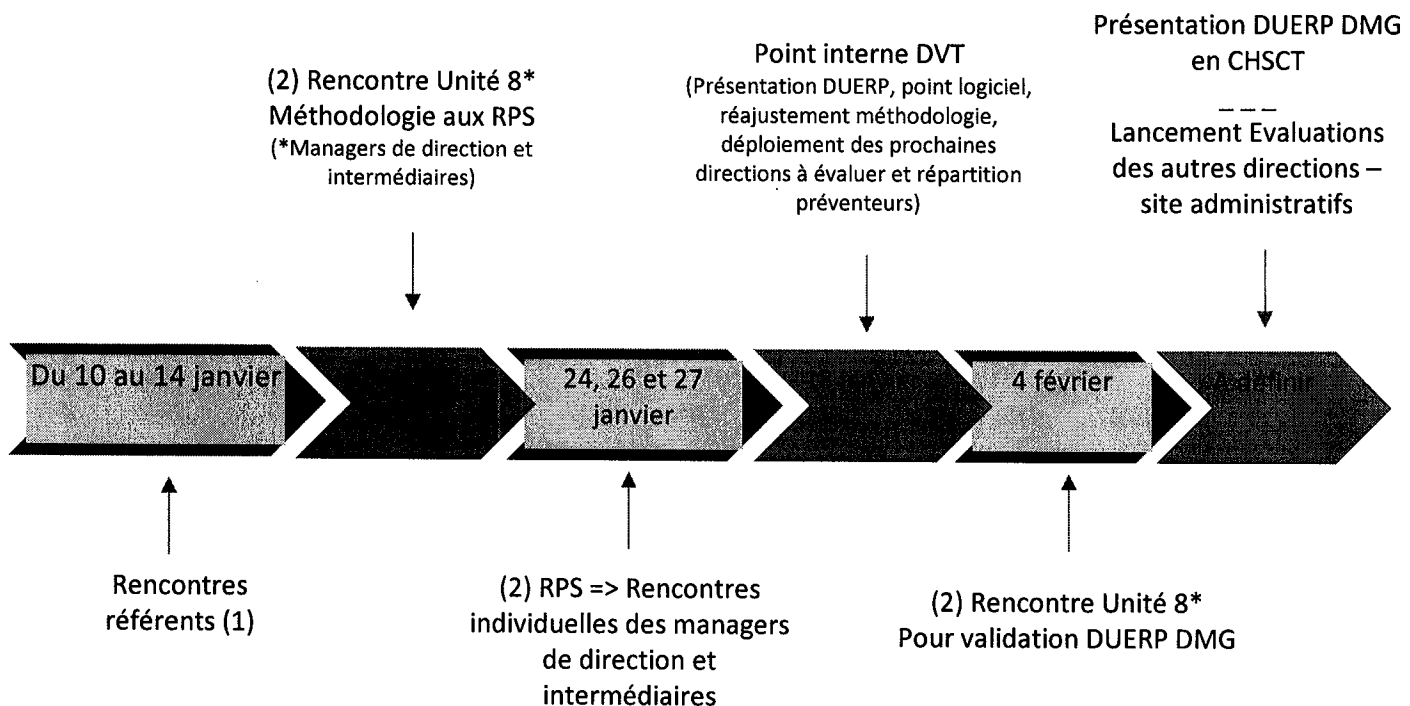 (2) Rencontre Unité 8*
Méthodologie aux RPS
(*Managers de direction et
intermédiaires)
Point interne DVT
(Présentation DUERP, point logiciel,
réajustement méthodologie,
déploiement des prochaines
directions à évaluer et répartition
préventeurs)
Présentation DUERP DMG
en CHSCT
_ _ _
Lancement Evaluations
des autres directions –
site administratifs
Du 10 au 14 janvier
24, 26 et 27
janvier
janvier
4 février
A définir
Rencontres
référents (1)
(2) RPS => Rencontres
individuelles des managers
de direction et
intermédiaires
(2) Rencontre Unité 8*
Pour validation DUERP DMG